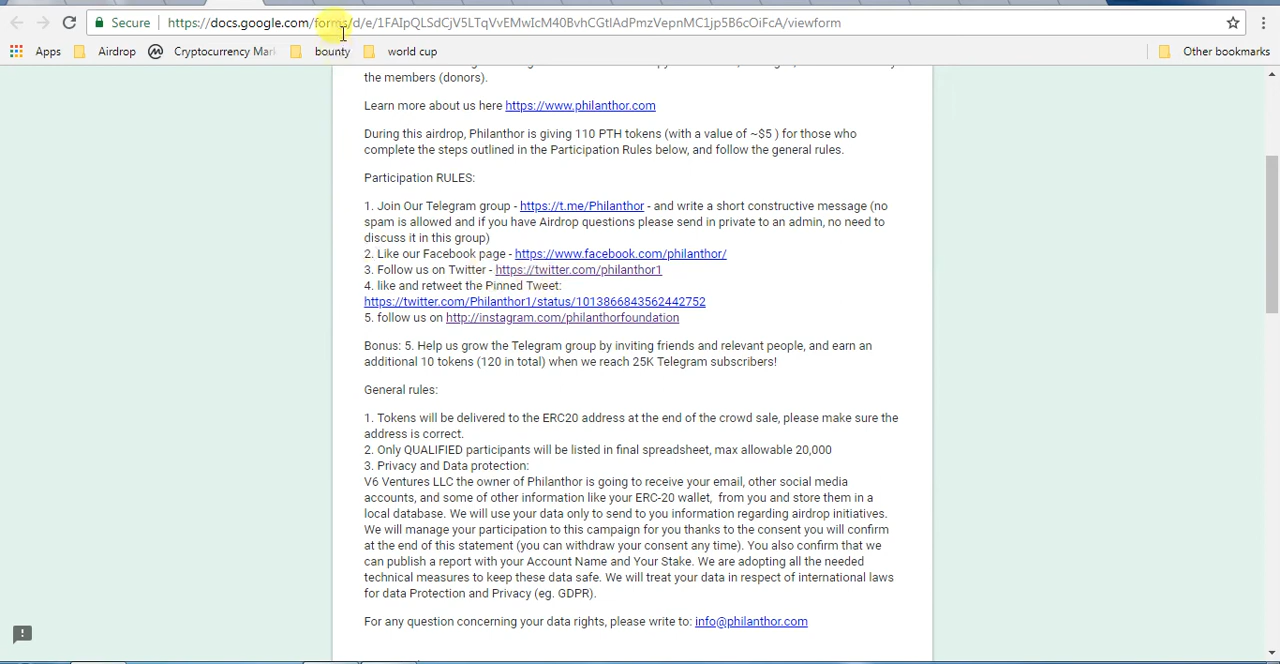 Secure https://docs.google.com/forms/d/e/1FAIpQLSdCjV5LTqVvEMwIcM40BvhCGtlAdPmzVepnMC1jp5B6cOiFcA/viewform
Apps Airdrop Cryptocurrency Mar bounty world cup Other bookmarks
the members (donors).
Learn more about us here https://www.philanthor.com
During this airdrop, Philanthor is giving 110 PTH tokens (with a value of ~$5 ) for those who
complete the steps outlined in the Participation Rules below, and follow the general rules.
Participation RULES:
1. Join Our Telegram group - https://t.me/Philanthor - and write a short constructive message (no
spam is allowed and if you have Airdrop questions please send in private to an admin, no need to
discuss it in this group)
2. Like our Facebook page - https://www.facebook.com/philanthor/
3. Follow us on Twitter - https://twitter.com/philanthor1
4. like and retweet the Pinned Tweet:
https://twitter.com/Philanthor1/status/1013866843562442752
5. follow us on http://instagram.com/philanthorfoundation
Bonus: 5. Help us grow the Telegram group by inviting friends and relevant people, and earn an
additional 10 tokens (120 in total) when we reach 25K Telegram subscribers!
General rules:
1. Tokens will be delivered to the ERC20 address at the end of the crowd sale, please make sure the
address is correct.
2. Only QUALIFIED participants will be listed in final spreadsheet, max allowable 20,000
3. Privacy and Data protection:
V6 Ventures LLC the owner of Philanthor is going to receive your email, other social media
accounts, and some of other information like your ERC-20 wallet, from you and store them in a
local database. We will use your data only to send to you information regarding airdrop initiatives.
We will manage your participation to this campaign for you thanks to the consent you will confirm
at the end of this statement (you can withdraw your consent any time). You also confirm that we
can publish a report with your Account Name and Your Stake. We are adopting all the needed
technical measures to keep these data safe. We will treat your data in respect of international laws
for data Protection and Privacy (eg. GDPR).
For any question concerning your data rights, please write to: info@philanthor.com